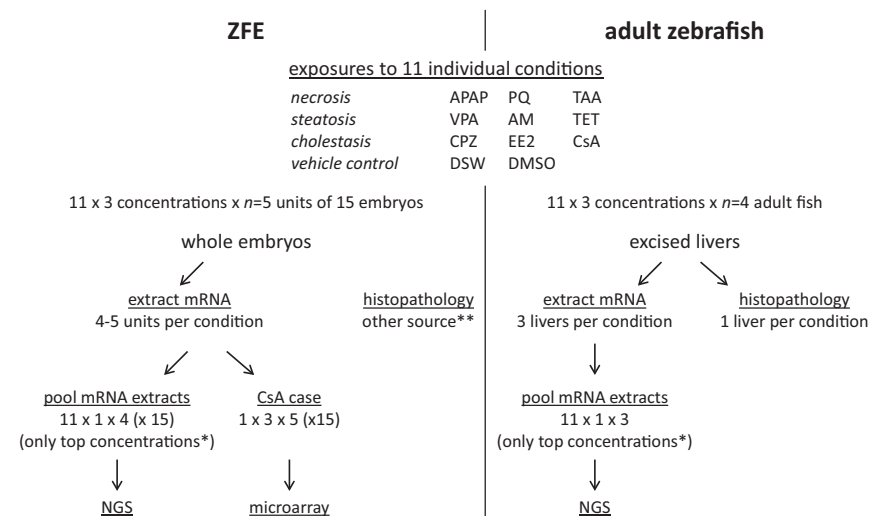 ZFE
adult zebrafish
exposures to 11 individual conditions
necrosis APAP PQ TAA
steatosis VPA AM TET
cholestasis CPZ EE2 CsA
vehicle control DSW DMSO
11 x 3 concentrations x n=5 units of 15 embryos
whole embryos
extract mRNA
4-5 units per condition
histopathology
other source**
pool mRNA extracts
11 x 1 x 4 (x 15)
(only top concentrations*)
NGS
CsA case
1 x 3 x 5 (x15)
microarray
11 x 3 concentrations x n=4 adult fish
excised livers
extract mRNA
3 livers per condition
histopathology
1 liver per condition
pool mRNA extracts
11 x 1 x 3
(only top concentrations*)
NGS